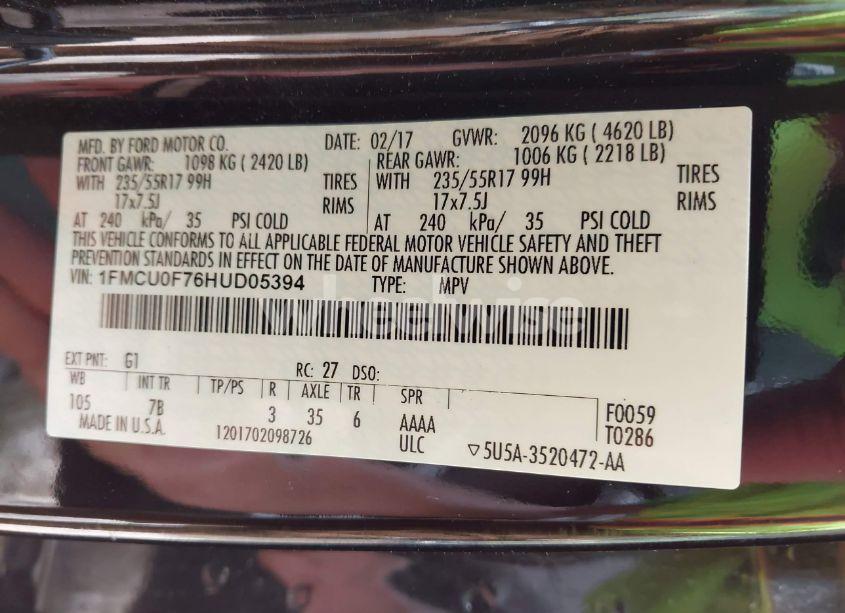 MFD. BY FORD MOTOR CO. DATE: 02/17 GVWR: 2096 KG ( 4620 LB)
FRONT GAWR: 1098 KG ( 2420 LB) REAR GAWR: 1006 KG ( 2218 LB)
WITH 235/55R17 99H TIRES WITH 235/55R17 99H TIRES
17x7.5J RIMS 17x7.5J RIMS
AT 240 kPa/ 35 PSI COLD AT 240 kPa/ 35 PSI COLD
THIS VEHICLE CONFORMS TO ALL APPLICABLE FEDERAL MOTOR VEHICLE SAFETY AND THEFT
PREVENTION STANDARDS IN EFFECT ON THE DATE OF MANUFACTURE SHOWN ABOVE.
VIN: 1FMCU0F76HUD05394 TYPE: MPV
wheelwise
EXT PNT: G1 RC: 27 DSO:
WB INT TR TP/PS R AXLE TR SPR
105 7B 3 35 6 AAAA F0059
MADE IN U.S.A. 1201702098726 ULC T0286
▽5U5A-3520472-AA